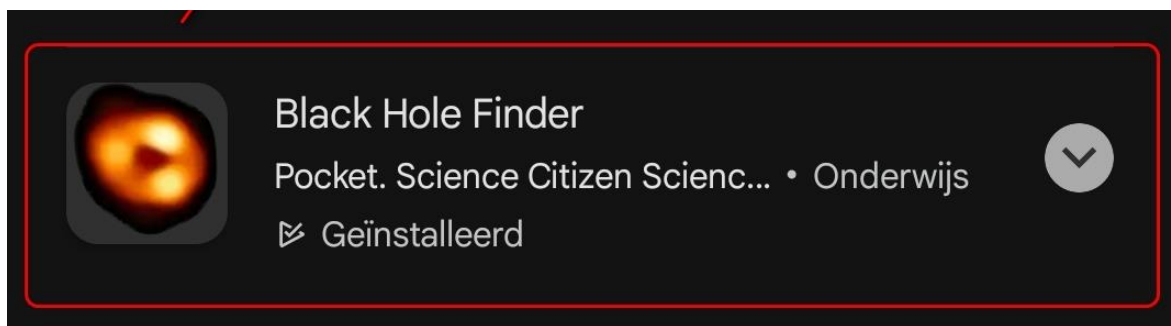 Black Hole Finder
Pocket. Science Citizen Scienc... • Onderwijs
Geïnstalleerd